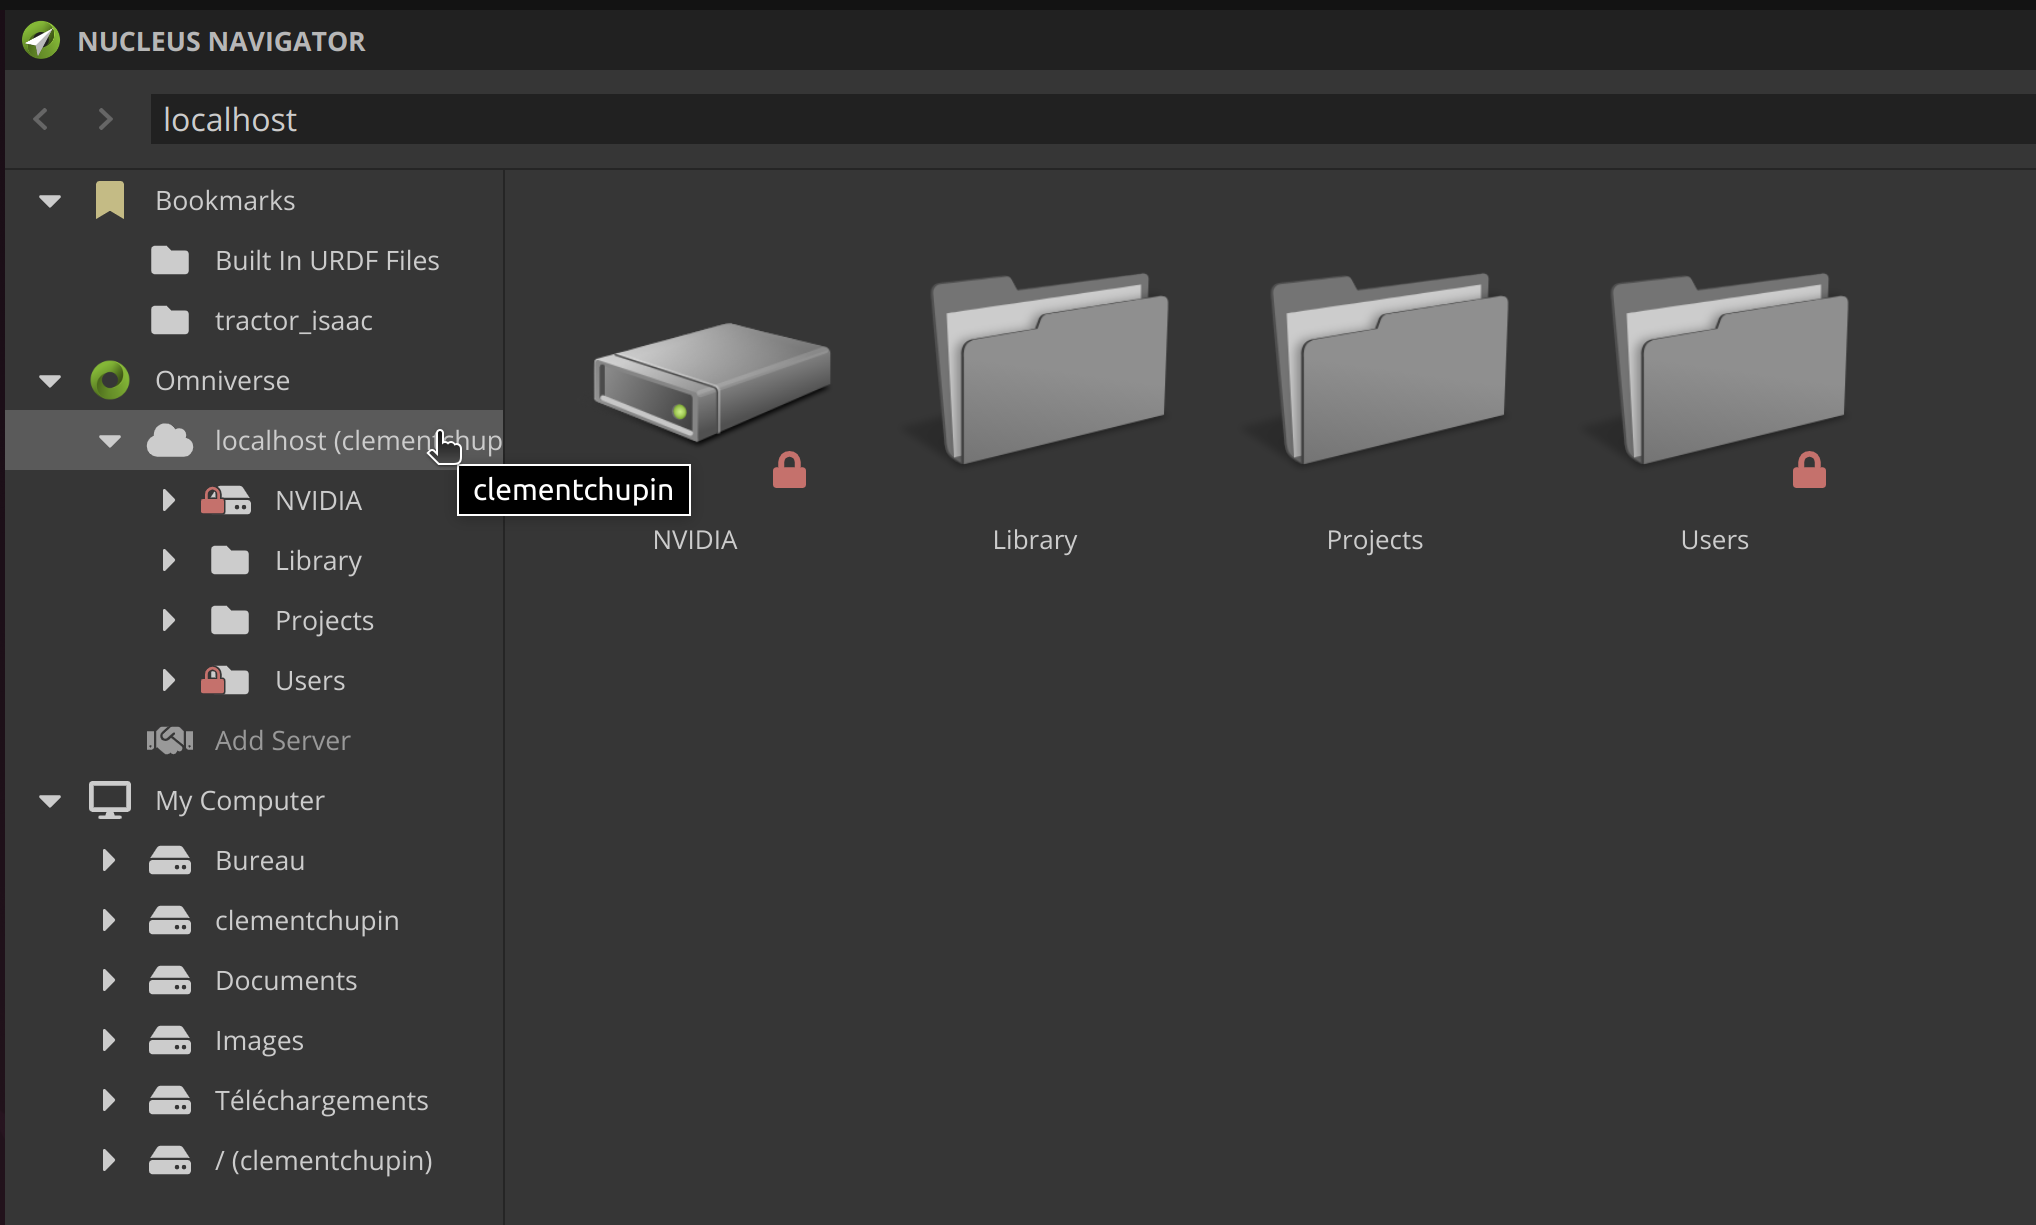 NUCLEUS NAVIGATOR
localhost
Bookmarks
Built In URDF Files
tractor_isaac
Omniverse
localhost (clementchup
clementchupin
NVIDIA
Library
Projects
Users
Add Server
My Computer
Bureau
clementchupin
Documents
Images
Téléchargements
/ (clementchupin)
NVIDIA
Library
Projects
Users